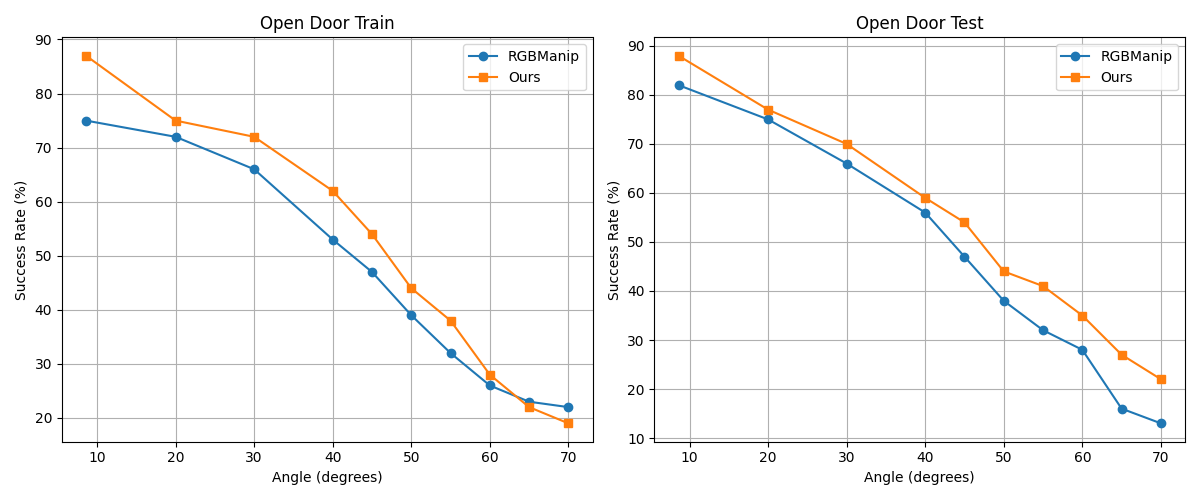 Open Door Train
90
80
70
60
50
40
30
20
Success Rate (%)
10 20 30 40 50 60 70
Angle (degrees)
RGBManip
Ours
Open Door Test
90
80
70
60
50
40
30
20
10
Success Rate (%)
10 20 30 40 50 60 70
Angle (degrees)
RGBManip
Ours